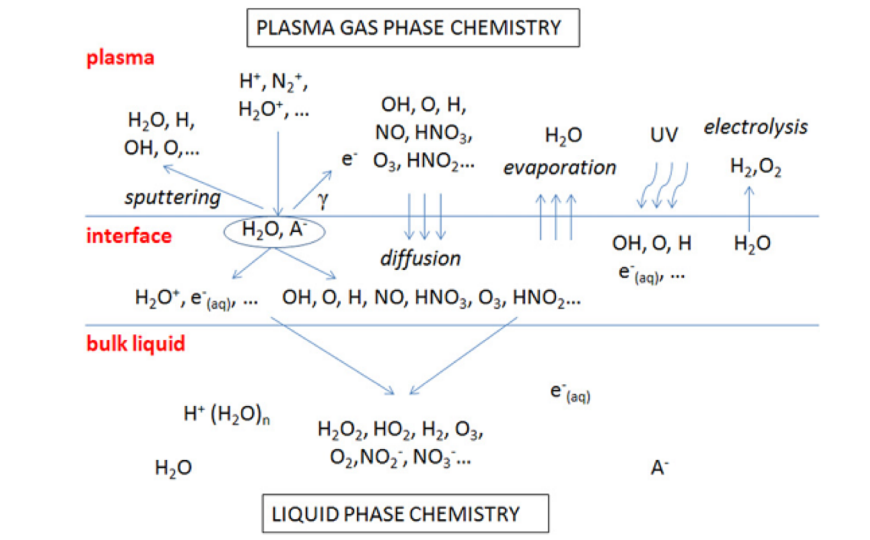 PLASMA GAS PHASE CHEMISTRY
plasma
H⁺, N₂⁺,
H₂O⁺, ...
H₂O, H,
OH, O,...
sputtering
e⁻
γ
OH, O, H,
NO, HNO₃,
O₃, HNO₂...
H₂O
evaporation
UV
electrolysis
H₂,O₂
interface
H₂O, A⁻
diffusion
OH, O, H
e⁻(aq), ...
H₂O
H₂O⁺, e⁻(aq), ...
OH, O, H, NO, HNO₃, O₃, HNO₂...
bulk liquid
e⁻(aq)
H⁺ (H₂O)ₙ
H₂O₂, HO₂, H₂, O₃,
O₂,NO₂⁻, NO₃⁻...
H₂O
A⁻
LIQUID PHASE CHEMISTRY